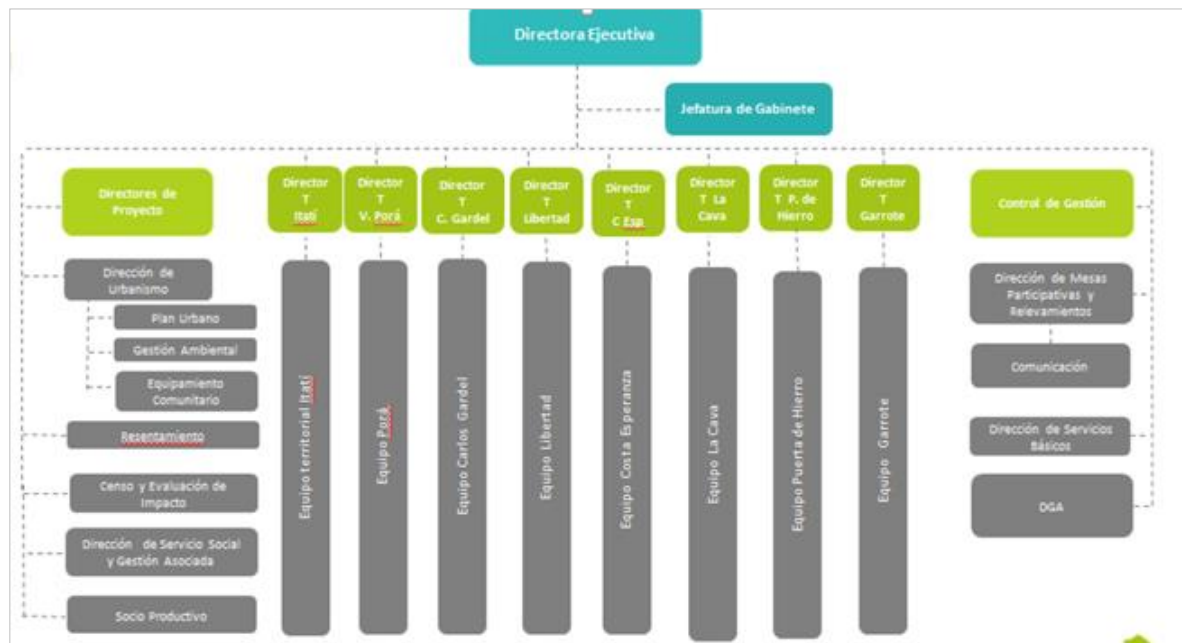 Directora Ejecutiva
Jefatura de Gabinete
Directores de
Proyecto
Director
T
Itatí
Director
T
V. Porá
Director
T
C. Gardel
Director
T
Libertad
Director
T
C Esp
Director
T La
Cava
Director
T P. de
Hierro
Director
T
Garrote
Control de Gestión
Dirección de
Urbanismo
Plan Urbano
Gestión Ambiental
Equipamiento
Comunitario
Resentamiento
Censo y Evaluación de
Impacto
Dirección de Servicio Social
y Gestión Asociada
Socio Productivo
Equipo territorial Itatí
Equipo Porá
Equipo Carlos Gardel
Equipo Libertad
Equipo Costa Esperanza
Equipo La Cava
Equipo Puerta de Hierro
Equipo Garrote
Dirección de Mesas
Participativas y
Relevamientos
Comunicación
Dirección de Servicios
Básicos
DGA